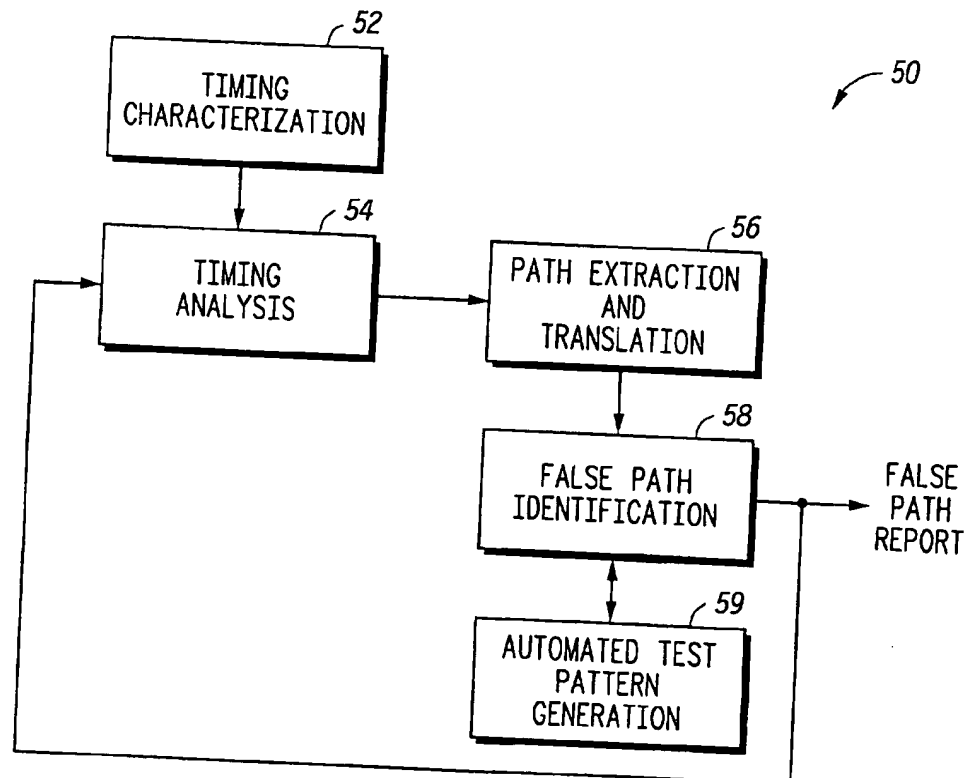 52
TIMING
CHARACTERIZATION
50
54
TIMING
ANALYSIS
56
PATH EXTRACTION
AND
TRANSLATION
58
FALSE PATH
IDENTIFICATION
FALSE
PATH
REPORT
59
AUTOMATED TEST
PATTERN
GENERATION